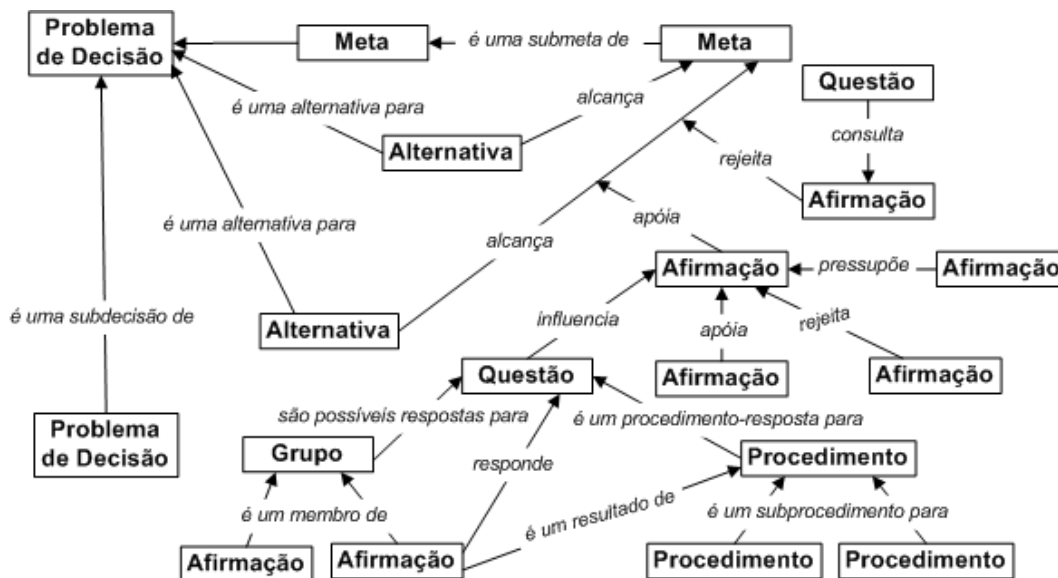 Problema
de Decisão
Meta
é uma submeta de
Meta
é uma alternativa para
alcança
Questão
consulta
Alternativa
rejeita
Afirmação
é uma alternativa para
alcança
apóia
Afirmação
pressupõe
Afirmação
é uma subdecisão de
Alternativa
influencia
apóia
rejeita
Questão
Afirmação
Afirmação
são possíveis respostas para
é um procedimento-resposta para
Problema
de Decisão
Grupo
responde
Procedimento
é um membro de
é um resultado de
é um subprocedimento para
Afirmação
Afirmação
Procedimento
Procedimento